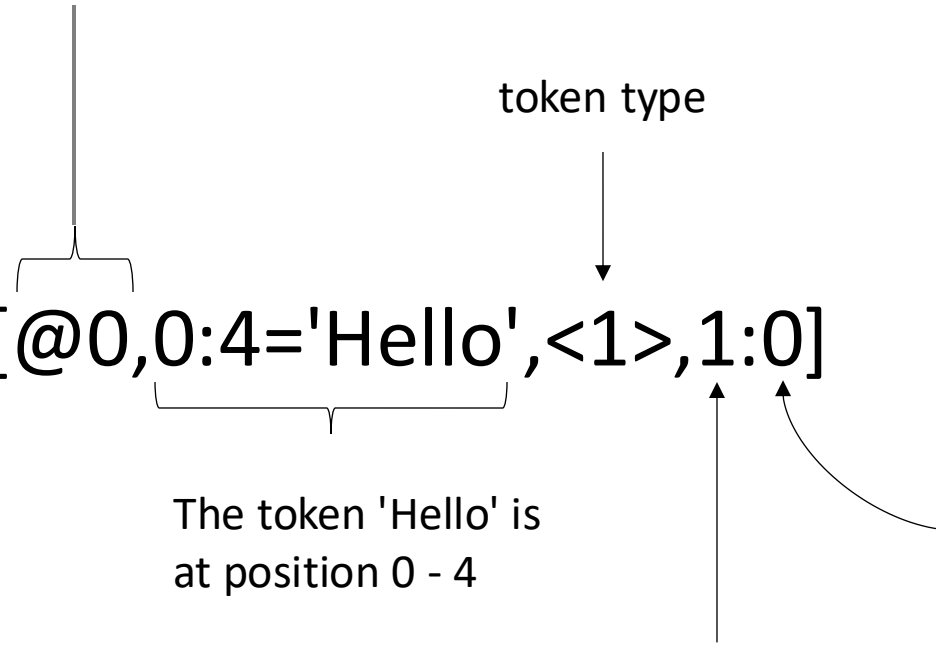 token type
[@0,0:4='Hello',<1>,1:0]
The token 'Hello' is
at position 0 - 4